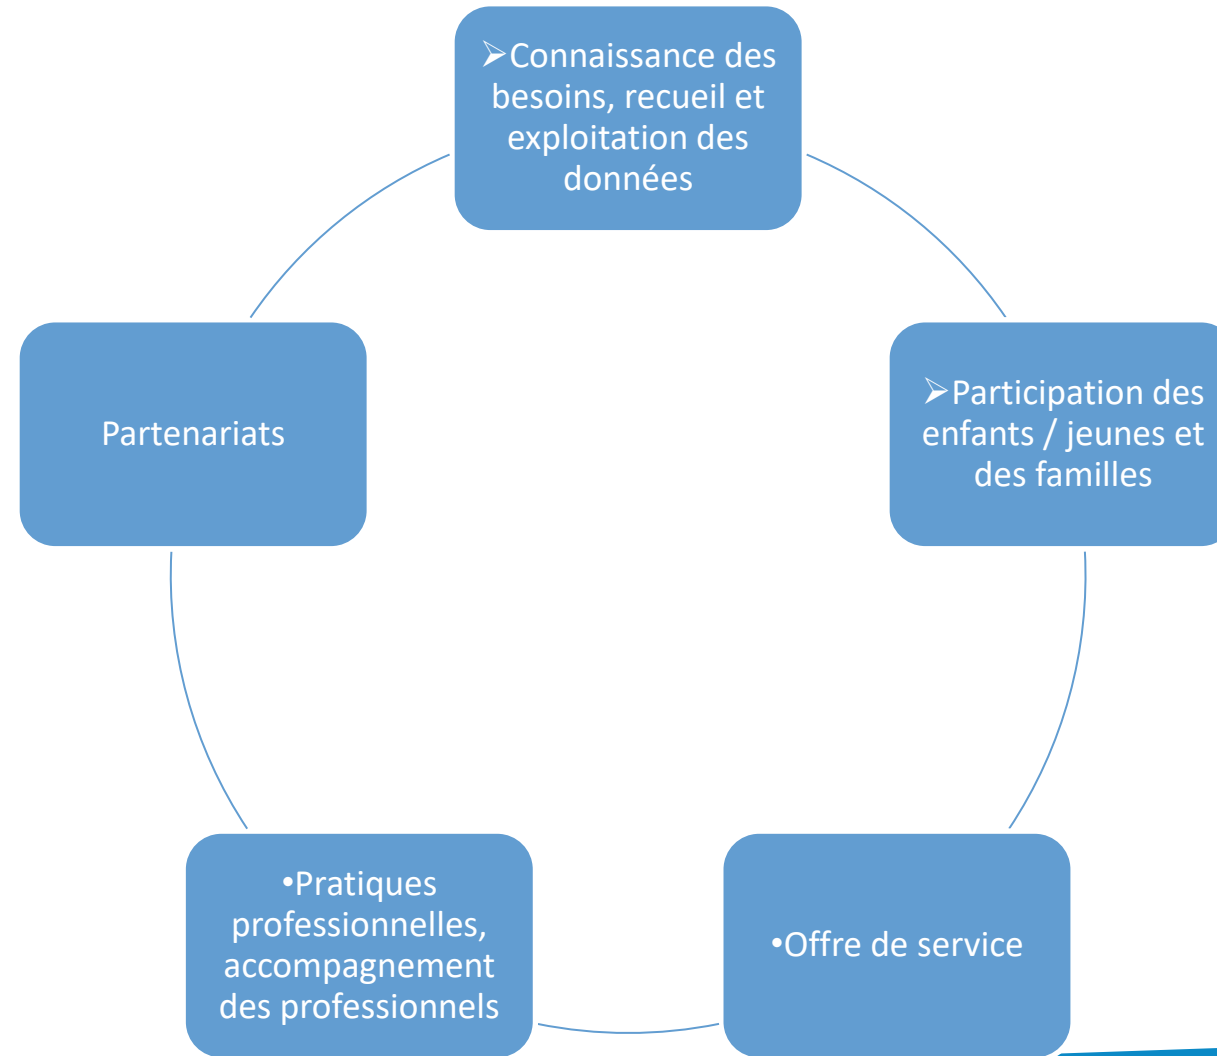 ➢Connaissance des
besoins, recueil et
exploitation des
données
➢Participation des
enfants / jeunes et
des familles
Partenariats
•Pratiques
professionnelles,
accompagnement
des professionnels
•Offre de service